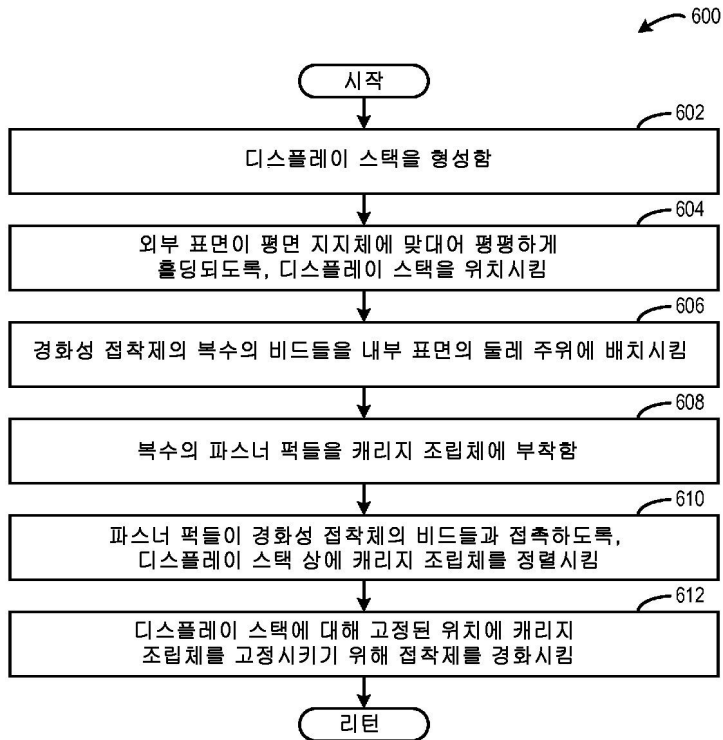 600
시작
602
디스플레이 스택을 형성함
604
외부 표면이 평면 지지체에 맞대어 평평하게
홀딩되도록, 디스플레이 스택을 위치시킴
606
경화성 접착제의 복수의 비드들을 내부 표면의 둘레 주위에 배치시킴
608
복수의 파스너 퍽들을 캐리지 조립체에 부착함
610
파스너 퍽들이 경화성 접착체의 비드들과 접촉하도록,
디스플레이 스택 상에 캐리지 조립체를 정렬시킴
612
디스플레이 스택에 대해 고정된 위치에 캐리지
조립체를 고정시키기 위해 접착제를 경화시킴
리턴